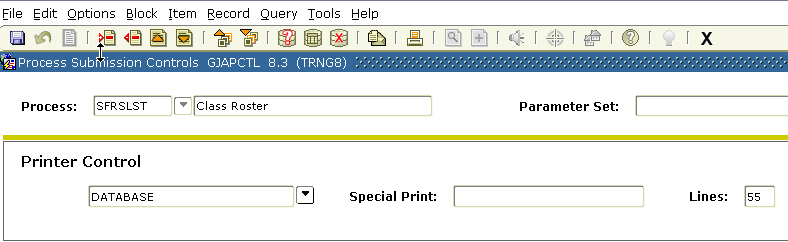 File Edit Options Block Item Record Query Tools Help
Process Submission Controls GJAPCTL 8.3 (TRNG8)
Process: SFRSLST Class Roster Parameter Set:
Printer Control
DATABASE Special Print: Lines: 55